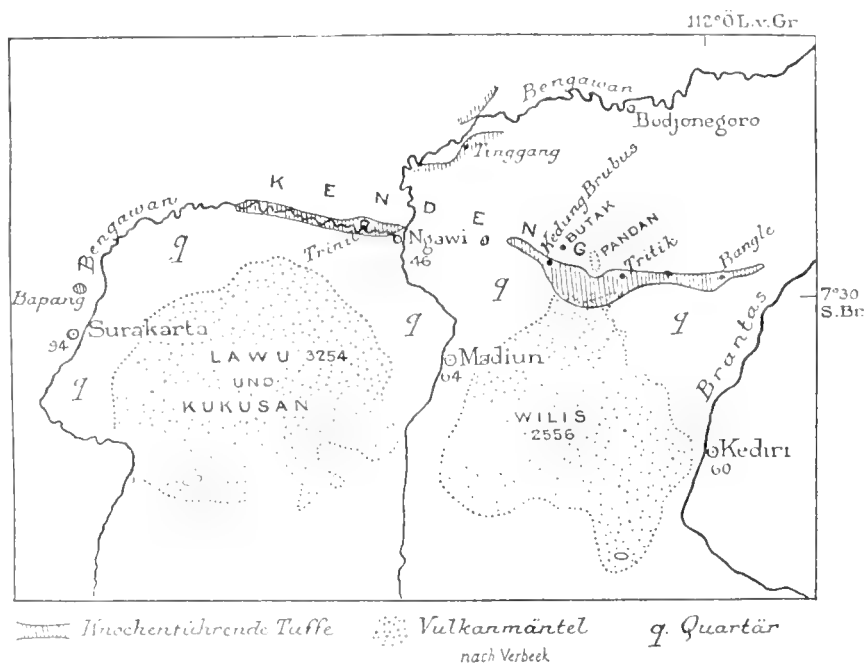 112° Ö.L.v.Gr
Bengawan
Bodjonegoro
Tinggang
KENDENG
Kedung Brubus
BUTAK
PANDAN
Bengawan
q
Trinil
Ngawi
46
Tritik
Bangle
Bapang
q
7°30
S.Br.
Surakarta
94
q
q
Brantas
LAWU 3254
UND
KUKUSAN
Madiun
64
q
WILIS
2556
Kediri
60
Knochenführende Tuffe
Vulkanmäntel
nach Verbeek
q. Quartär